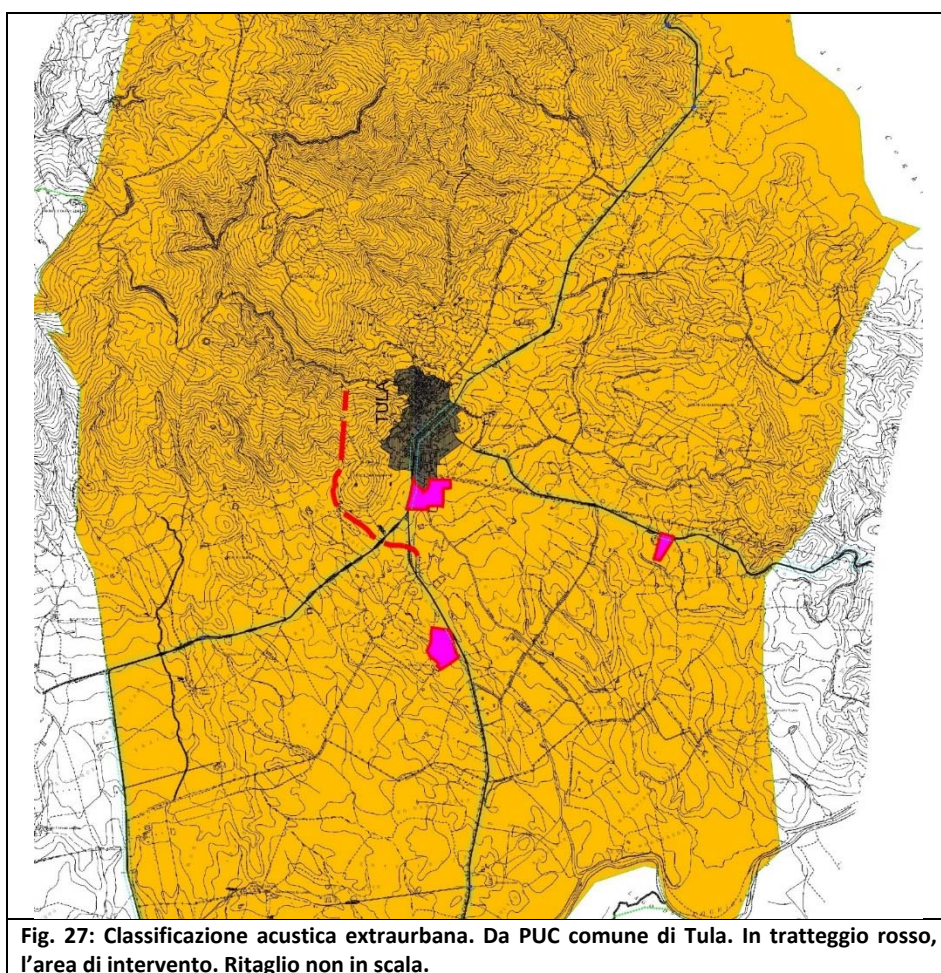 TULA
Fig. 27: Classificazione acustica extraurbana. Da PUC comune di Tula. In tratteggio rosso,
l’area di intervento. Ritaglio non in scala.